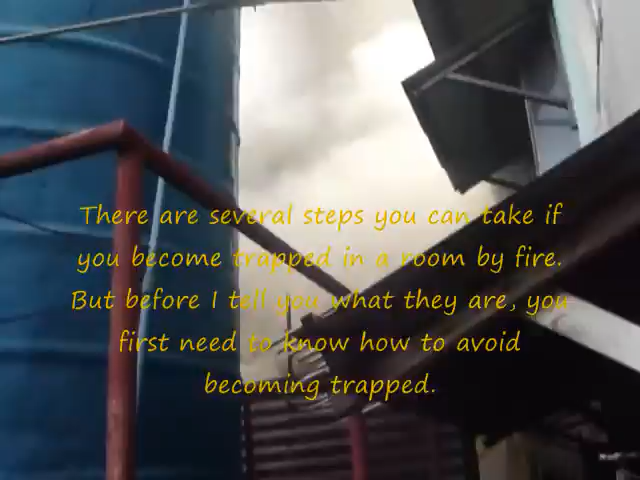 There are several steps you can take if
you become trapped in a room by fire.
But before I tell you what they are, you
first need to know how to avoid
becoming trapped.